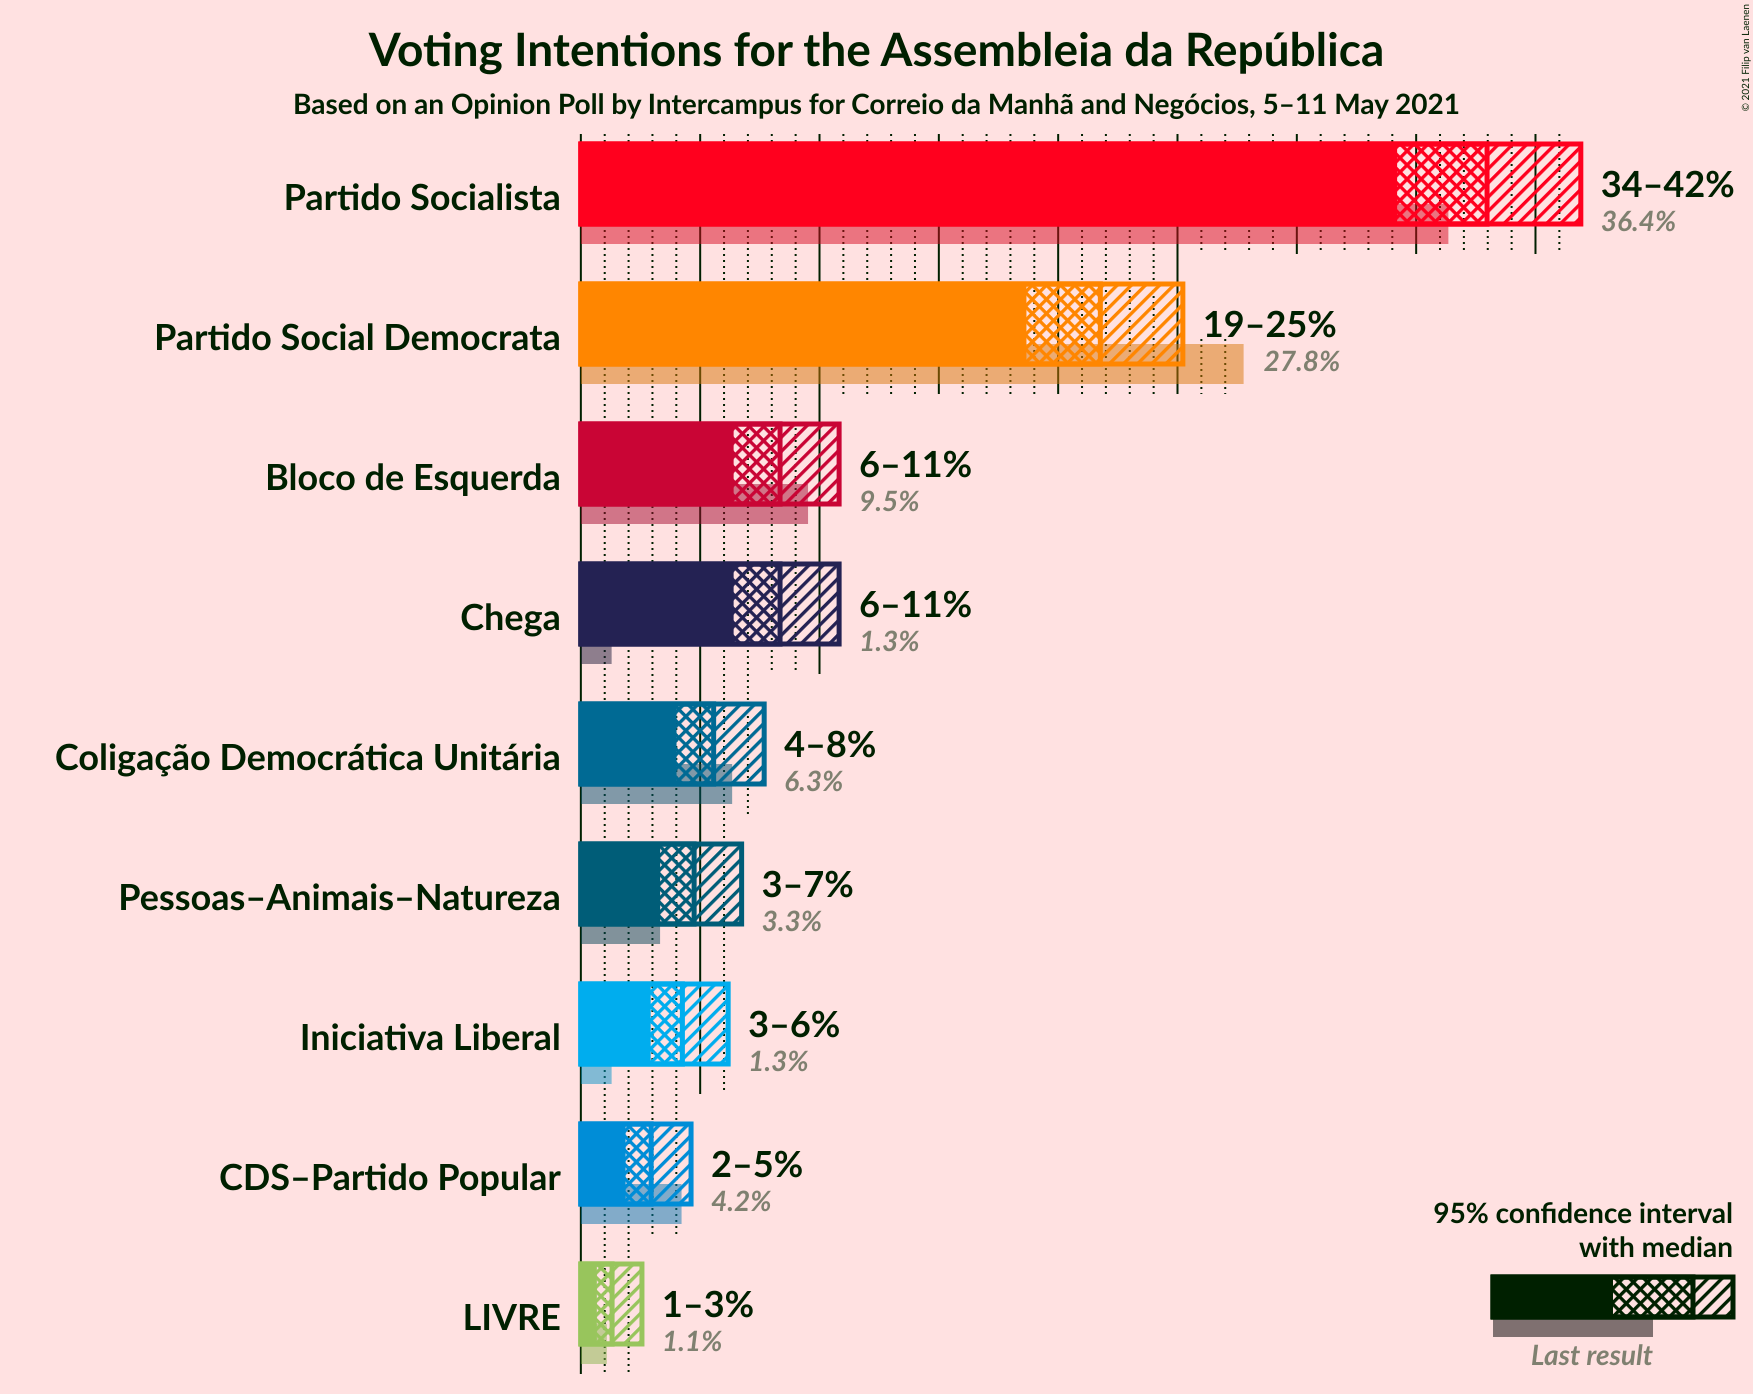 Voting Intentions for the Assembleia da República
Based on an Opinion Poll by Intercampus for Correio da Manhã and Negócios, 5–11 May 2021
© 2021 Filip van Laenen
Partido Socialista
34–42%
36.4%
Partido Social Democrata
19–25%
27.8%
Bloco de Esquerda
6–11%
9.5%
Chega
6–11%
1.3%
Coligação Democrática Unitária
4–8%
6.3%
Pessoas–Animais–Natureza
3–7%
3.3%
Iniciativa Liberal
3–6%
1.3%
CDS–Partido Popular
2–5%
4.2%
LIVRE
1–3%
1.1%
95% confidence interval
with median
Last result